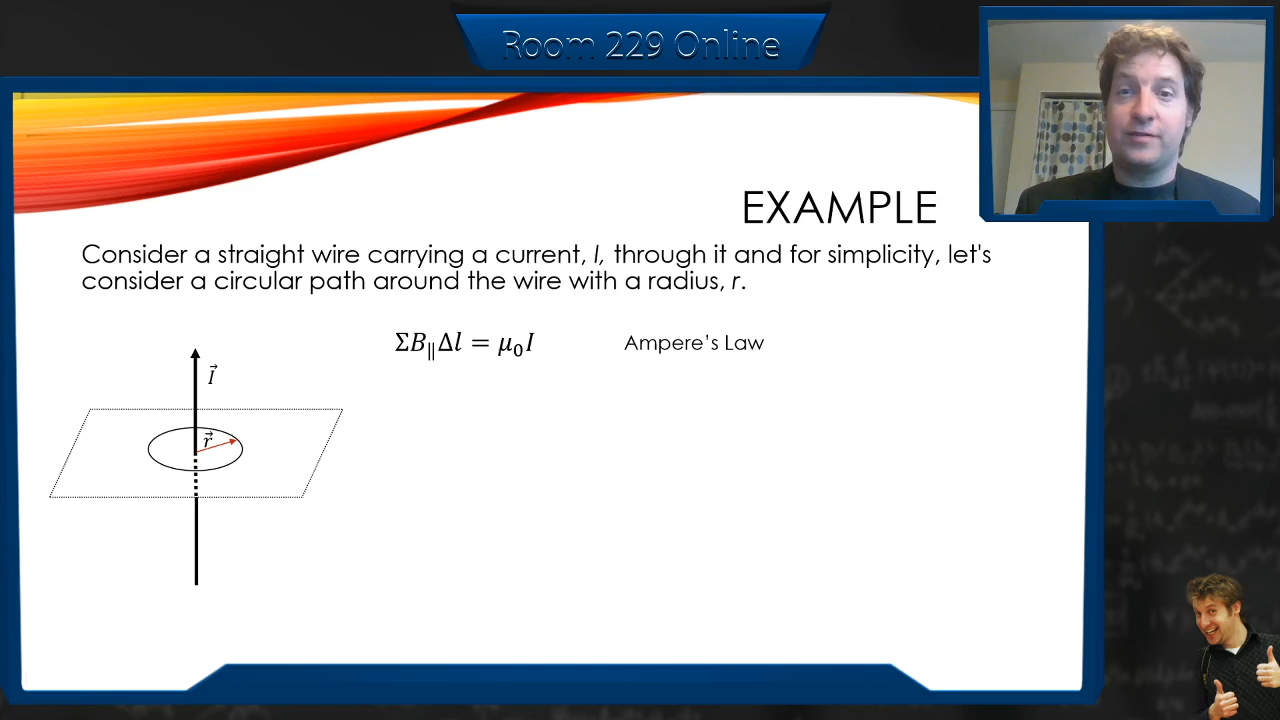 Room 229 Online
EXAMPLE
Consider a straight wire carrying a current, I, through it and for simplicity, let's
consider a circular path around the wire with a radius, r.
ΣB∥Δl = μ₀I
Ampere’s Law
I⃗
r⃗